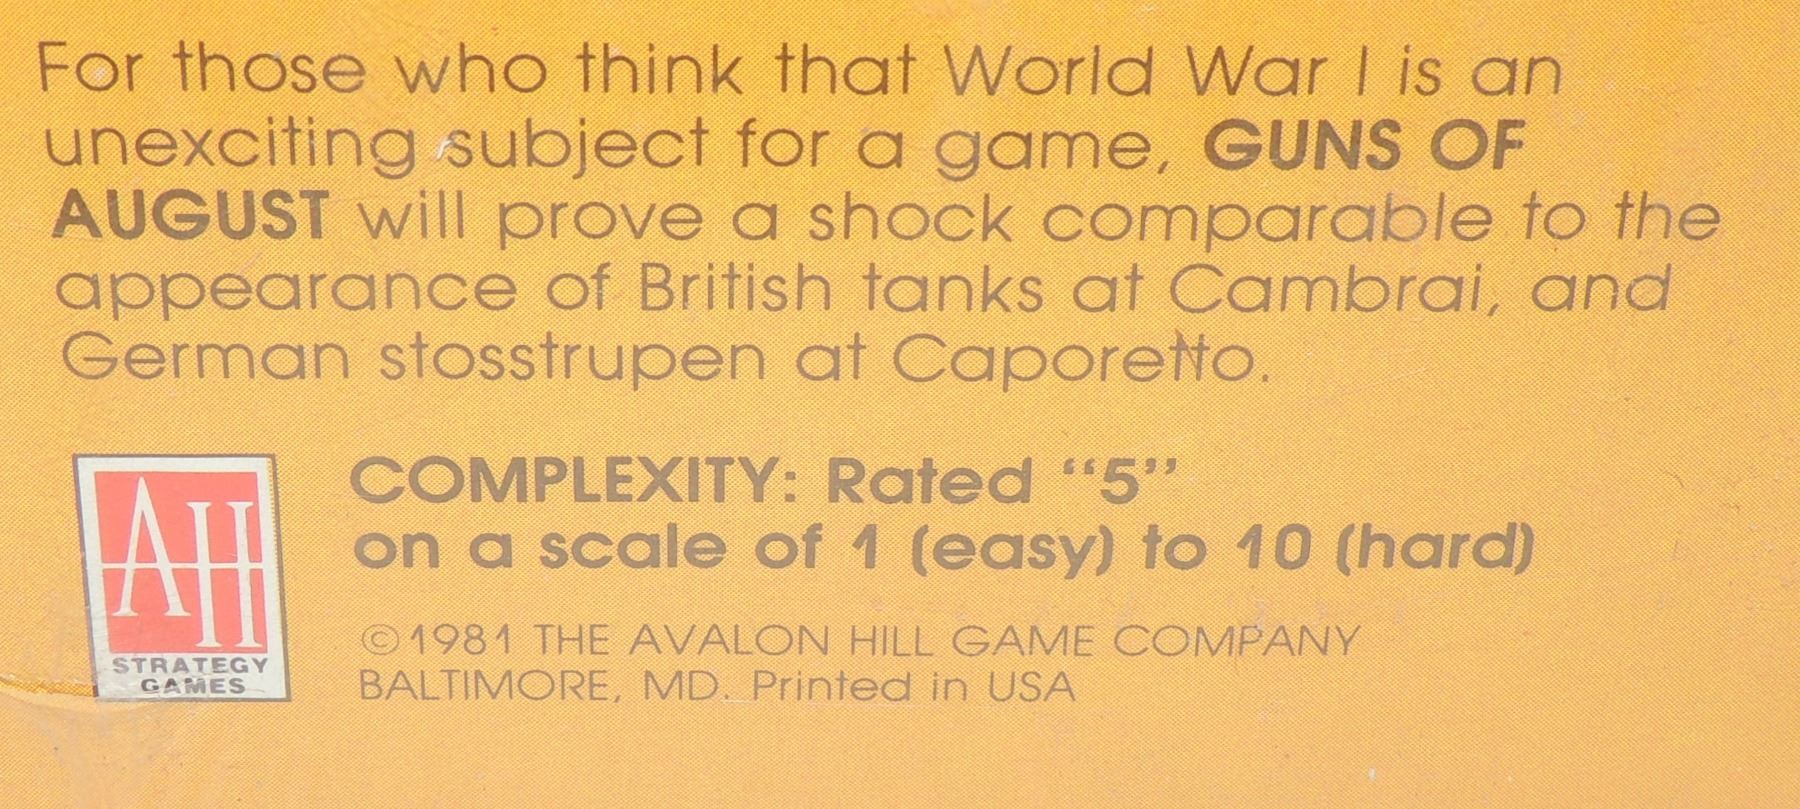 For those who think that World War I is an
unexciting subject for a game, GUNS OF
AUGUST will prove a shock comparable to the
appearance of British tanks at Cambrai, and
German stosstrupen at Caporetto.
COMPLEXITY: Rated “5”
on a scale of 1 (easy) to 10 (hard)
AH
STRATEGY
GAMES
©1981 THE AVALON HILL GAME COMPANY
BALTIMORE, MD. Printed in USA